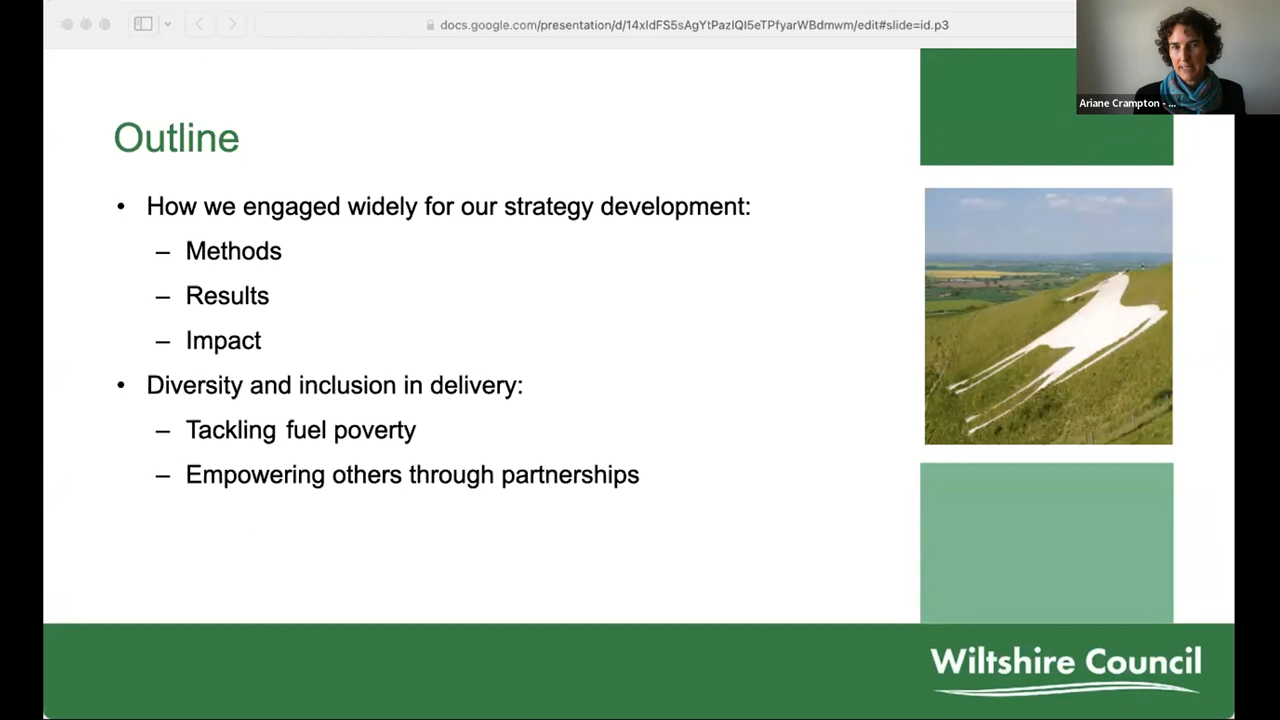 docs.google.com/presentation/d/14xIdFS5sAgYtPazIQI5eTPfyarWBdmwm/edit#slide=id.p3
Ariane Crampton - ...
Outline
• How we engaged widely for our strategy development:
– Methods
– Results
– Impact
• Diversity and inclusion in delivery:
– Tackling fuel poverty
– Empowering others through partnerships
Wiltshire Council